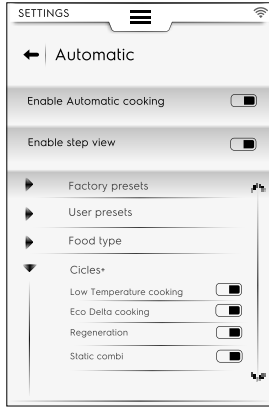 SETTINGS
Automatic
Enable Automatic cooking
Enable step view
Factory presets
User presets
Food type
Cicles*
Low Temperature cooking
Eco Delta cooking
Regeneration
Static combi